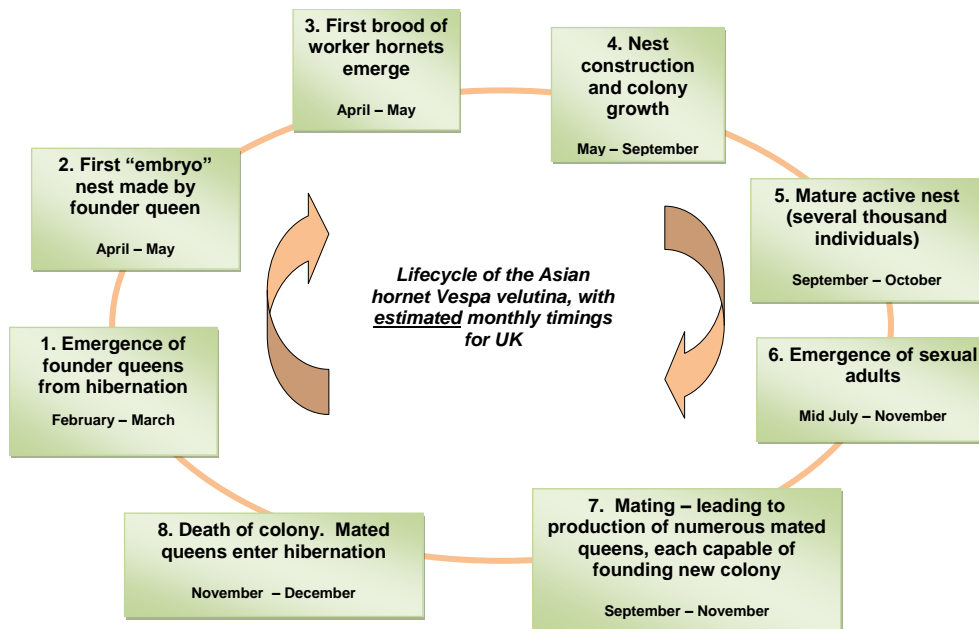 1. Emergence of
founder queens
from hibernation
February – March
2. First “embryo”
nest made by
founder queen
April – May
3. First brood of
worker hornets
emerge
April – May
4. Nest
construction
and colony
growth
May – September
5. Mature active nest
(several thousand
individuals)
September – October
6. Emergence of sexual
adults
Mid July – November
7. Mating – leading to
production of numerous mated
queens, each capable of
founding new colony
September – November
8. Death of colony. Mated
queens enter hibernation
November – December
Lifecycle of the Asian
hornet Vespa velutina, with
estimated monthly timings
for UK